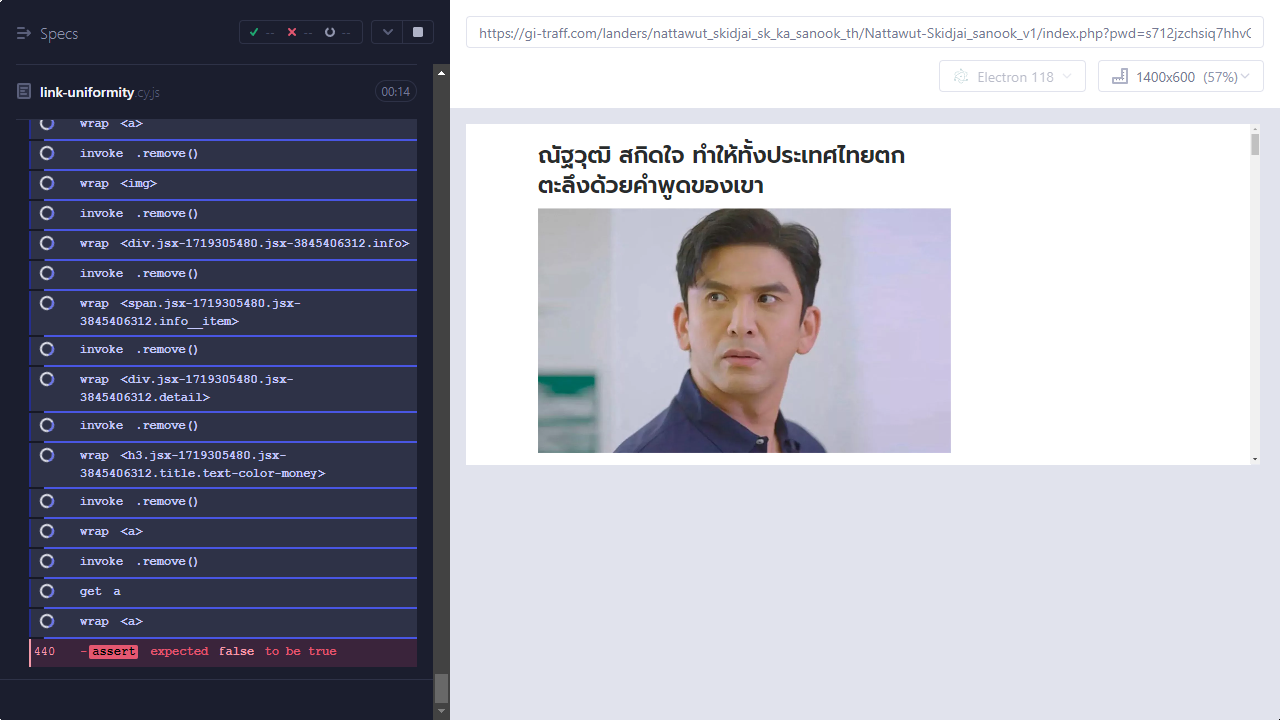 Specs
--
--
--
link-uniformity.cy.js
00:14
wrap <a>
invoke .remove()
wrap <img>
invoke .remove()
wrap <div.jsx-1719305480.jsx-3845406312.info>
invoke .remove()
wrap <span.jsx-1719305480.jsx-
3845406312.info__item>
invoke .remove()
wrap <div.jsx-1719305480.jsx-
3845406312.detail>
invoke .remove()
wrap <h3.jsx-1719305480.jsx-
3845406312.title.text-color-money>
invoke .remove()
wrap <a>
invoke .remove()
get a
wrap <a>
440 -assert expected false to be true
https://gi-traff.com/landers/nattawut_skidjai_sk_ka_sanook_th/Nattawut-Skidjai_sanook_v1/index.php?pwd=s712jzchsiq7hhvC
Electron 118
1400x600 (57%)
ณัฐวุฒิ สกิดใจ ทำให้ทั้งประเทศไทยตก
ตะลึงด้วยคำพูดของเขา